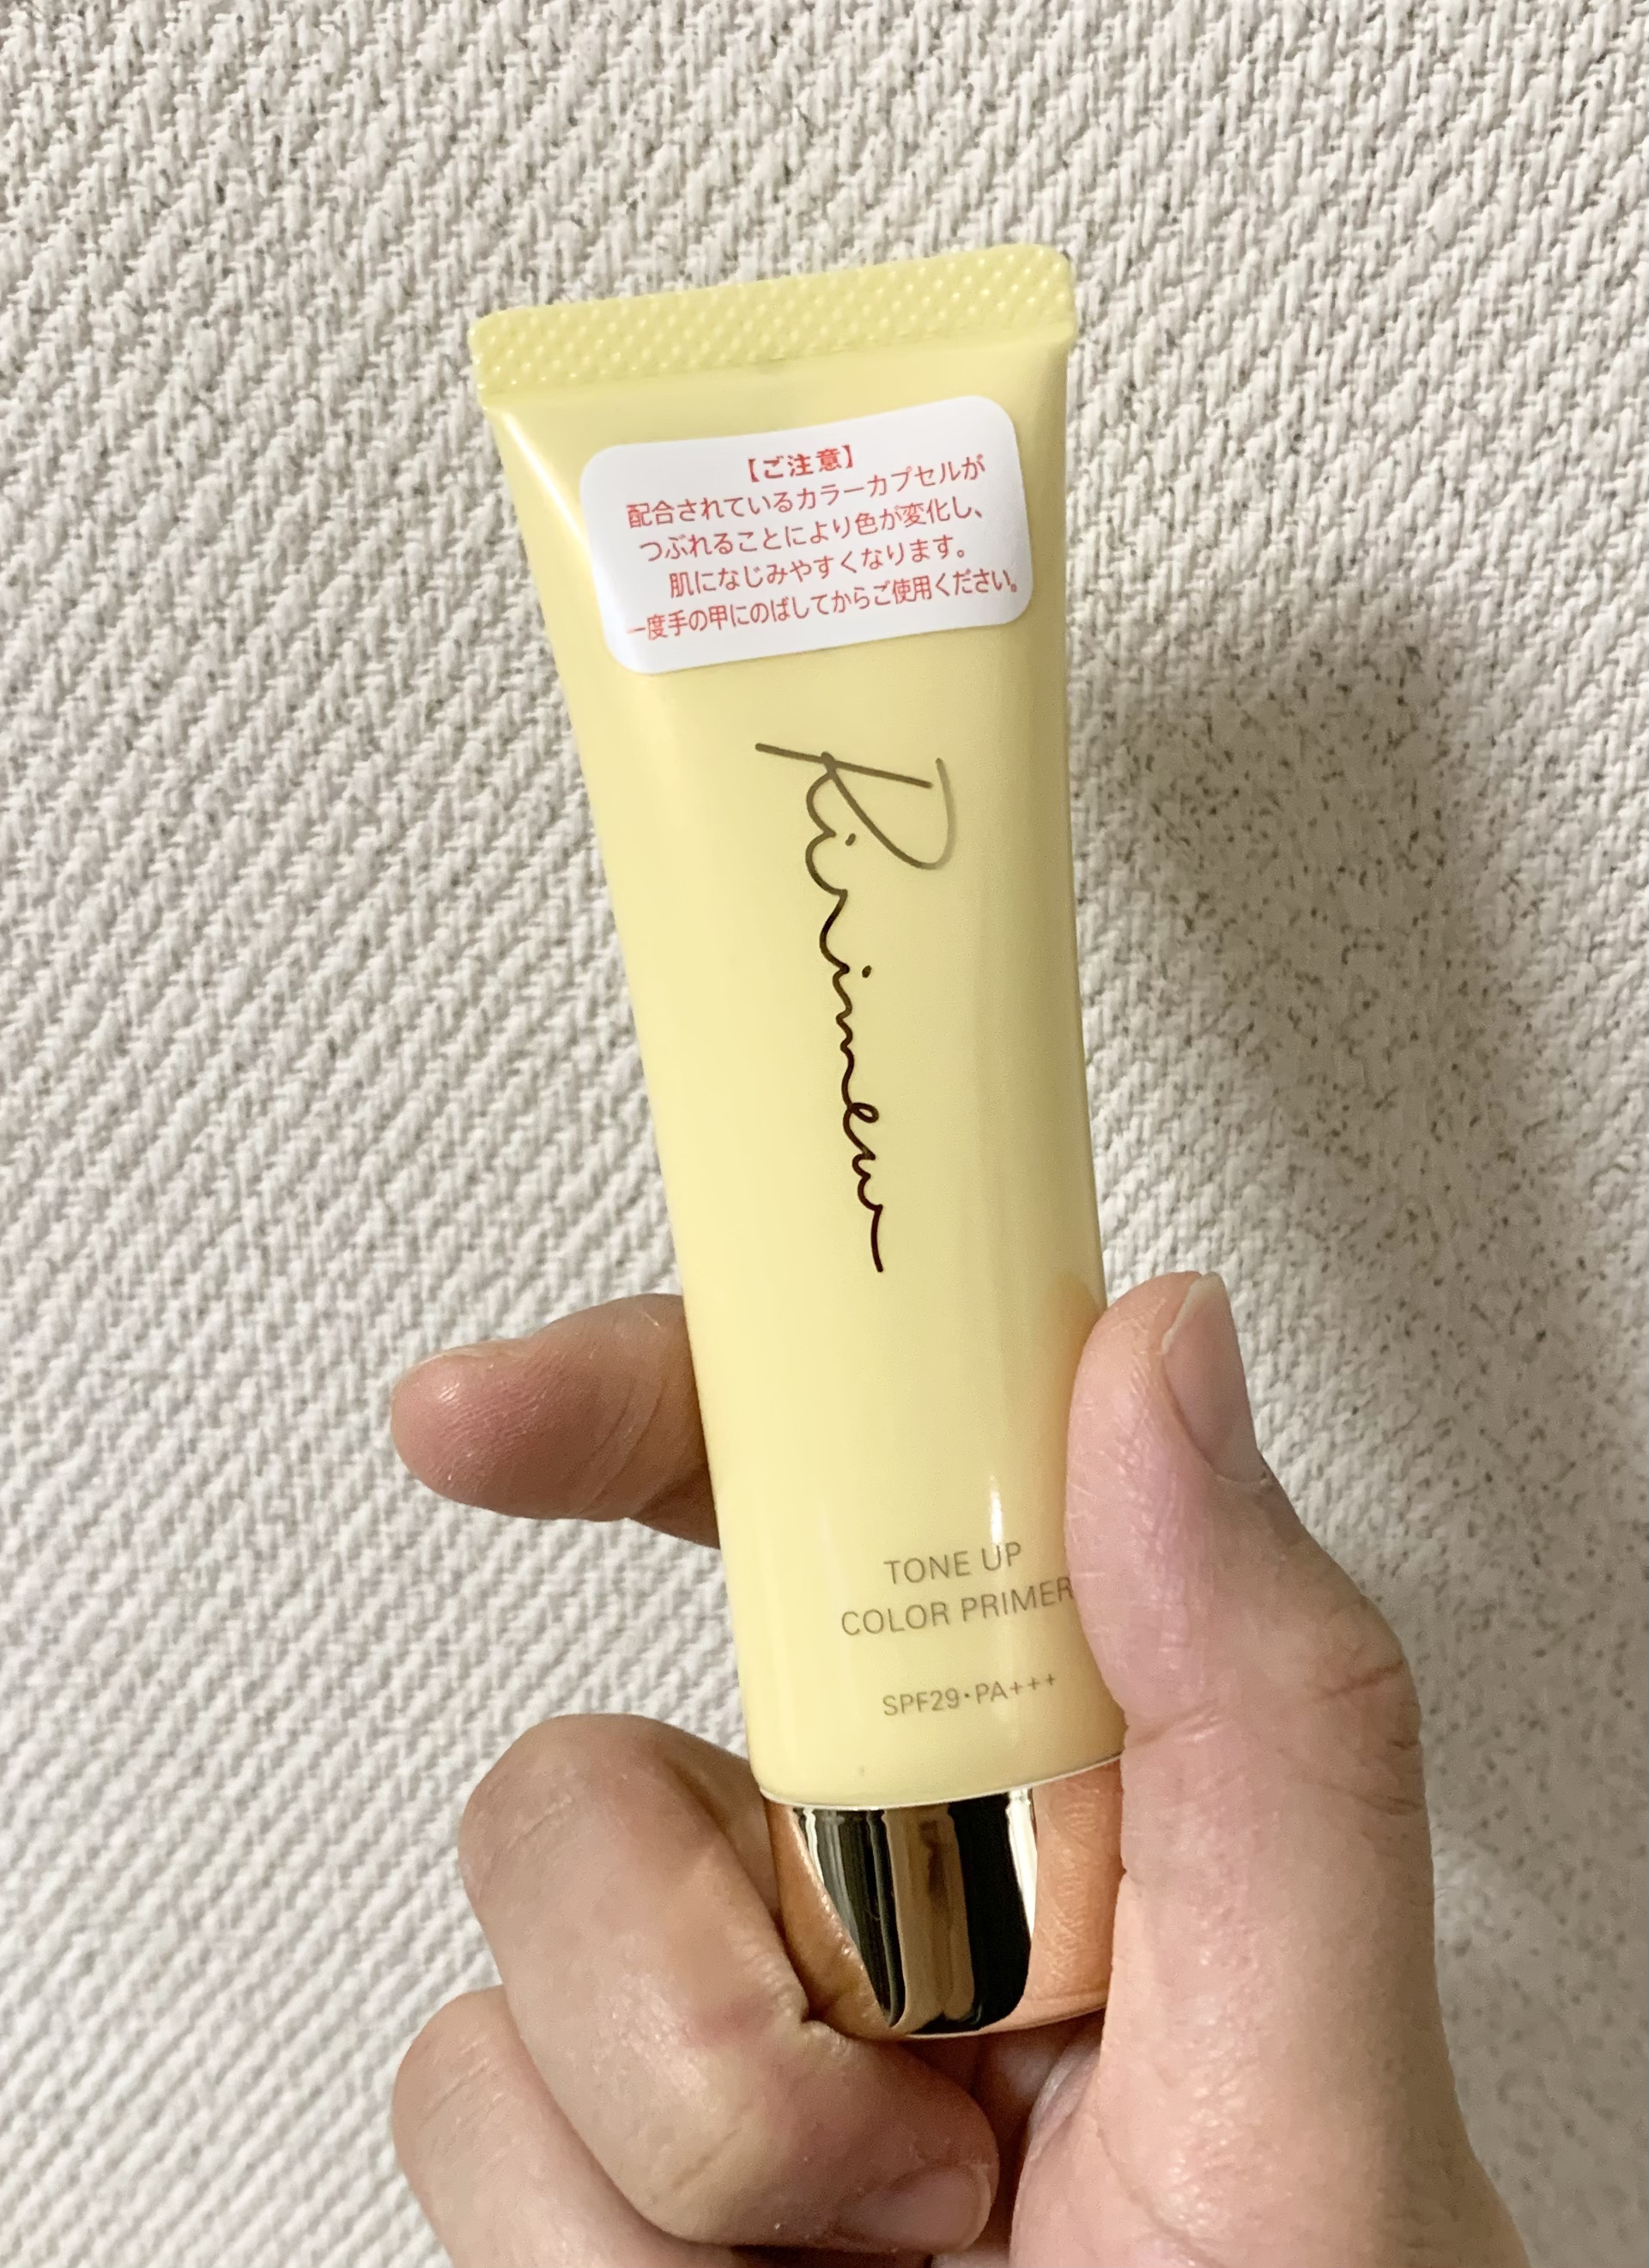 【ご注意】
配合されているカラーカプセルが
つぶれることにより色が変化し、
肌になじみやすくなります。
一度手の甲にのばしてからご使用ください。
Ririmew
TONE UP
COLOR PRIMER
SPF29・PA+++